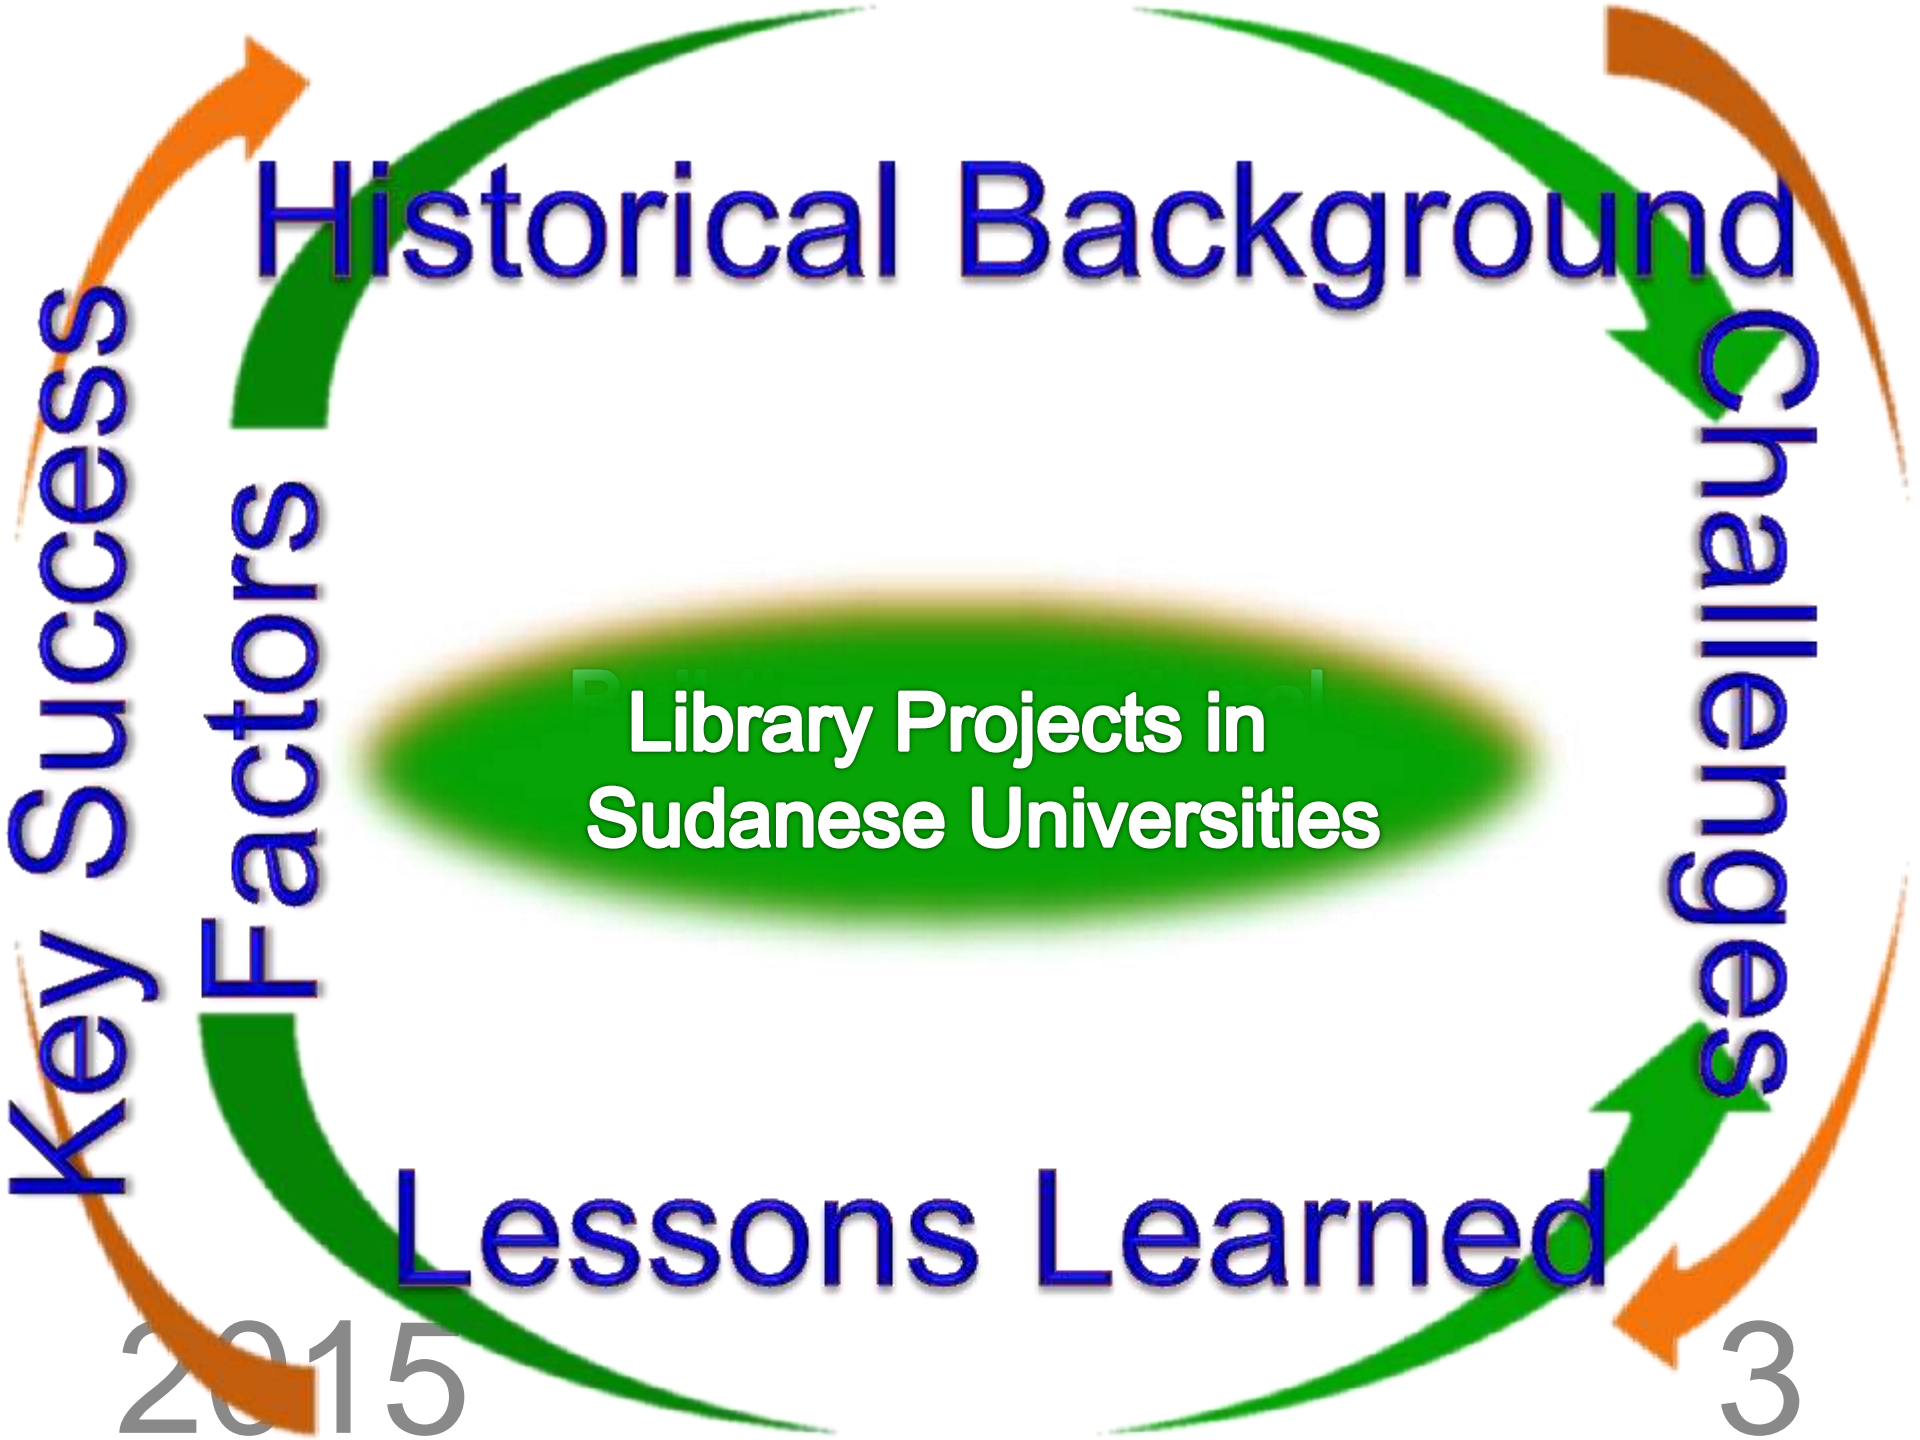 Historical Background
Key Success
Factors
Library Projects in
Sudanese Universities
Challenges
Lessons Learned
2015
3